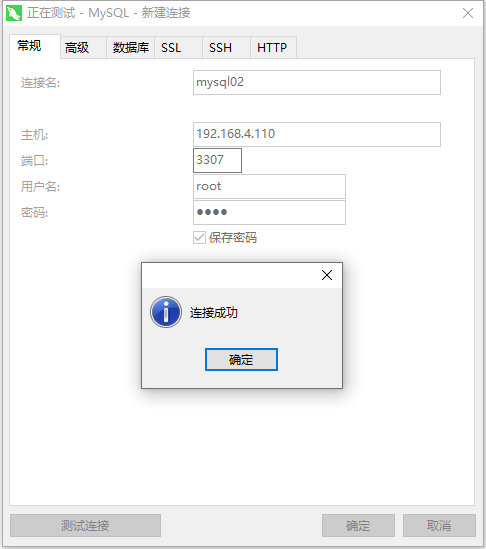 正在测试 - MySQL - 新建连接
常规 高级 数据库 SSL SSH HTTP
连接名: mysql02
主机: 192.168.4.110
端口: 3307
用户名: root
密码: ●●●●
保存密码
连接成功
确定
测试连接 确定 取消